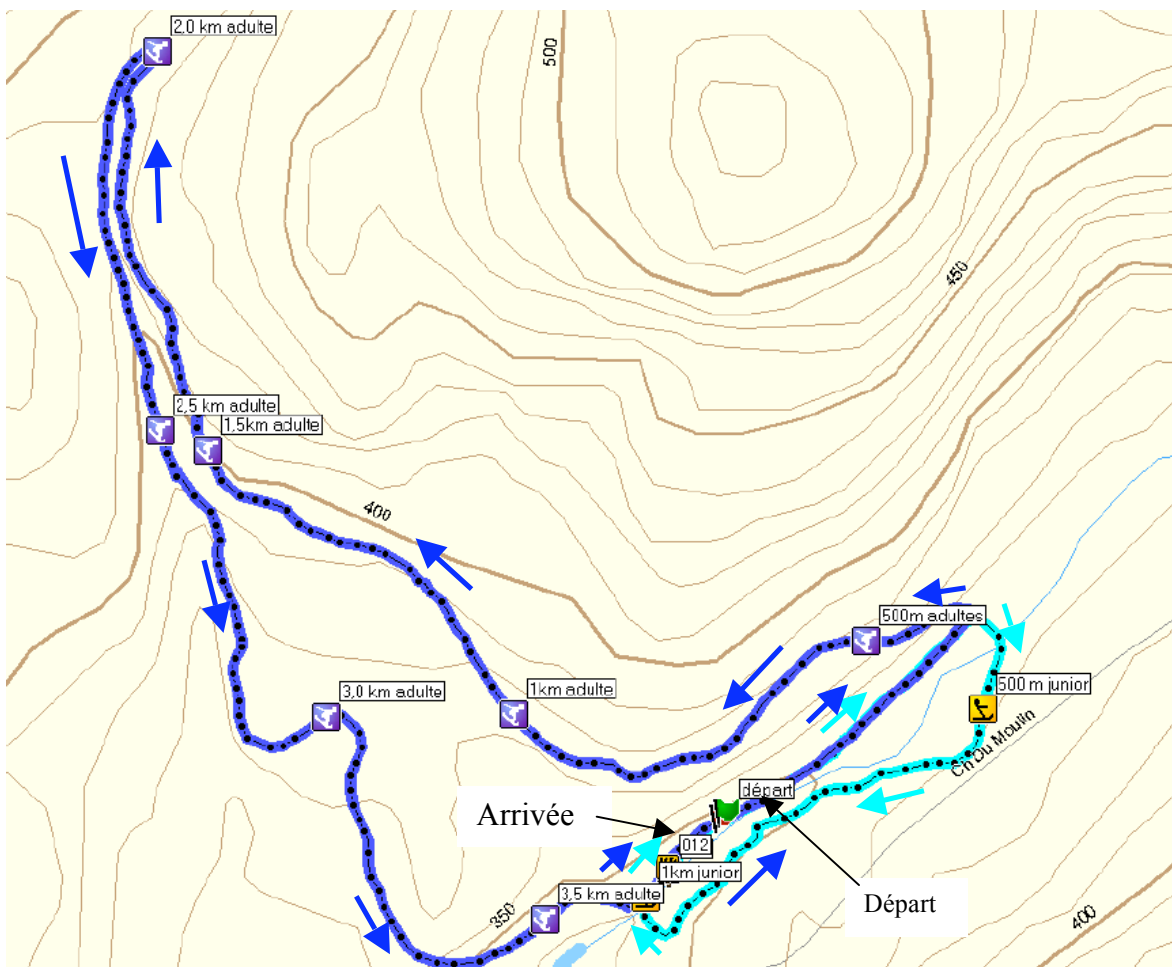 2,0 km adulte
500
450
2,5 km adulte
1,5km adulte
400
500m adultes
500 m junior
3,0 km adulte
1km adulte
Ch Du Moulin
départ
Arrivée
012
1km junior
3,5 km adulte
Départ
350
400